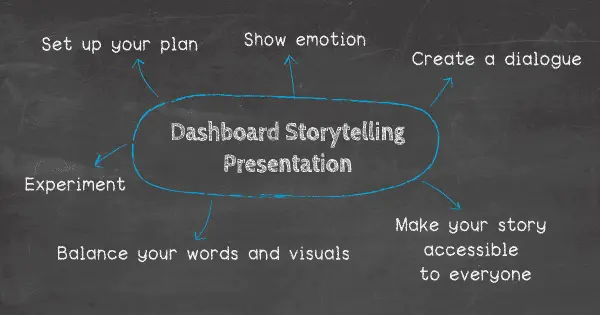 Set up your plan
Show emotion
Create a dialogue
Dashboard Storytelling
Presentation
Experiment
Make your story
accessible
to everyone
Balance your words and visuals